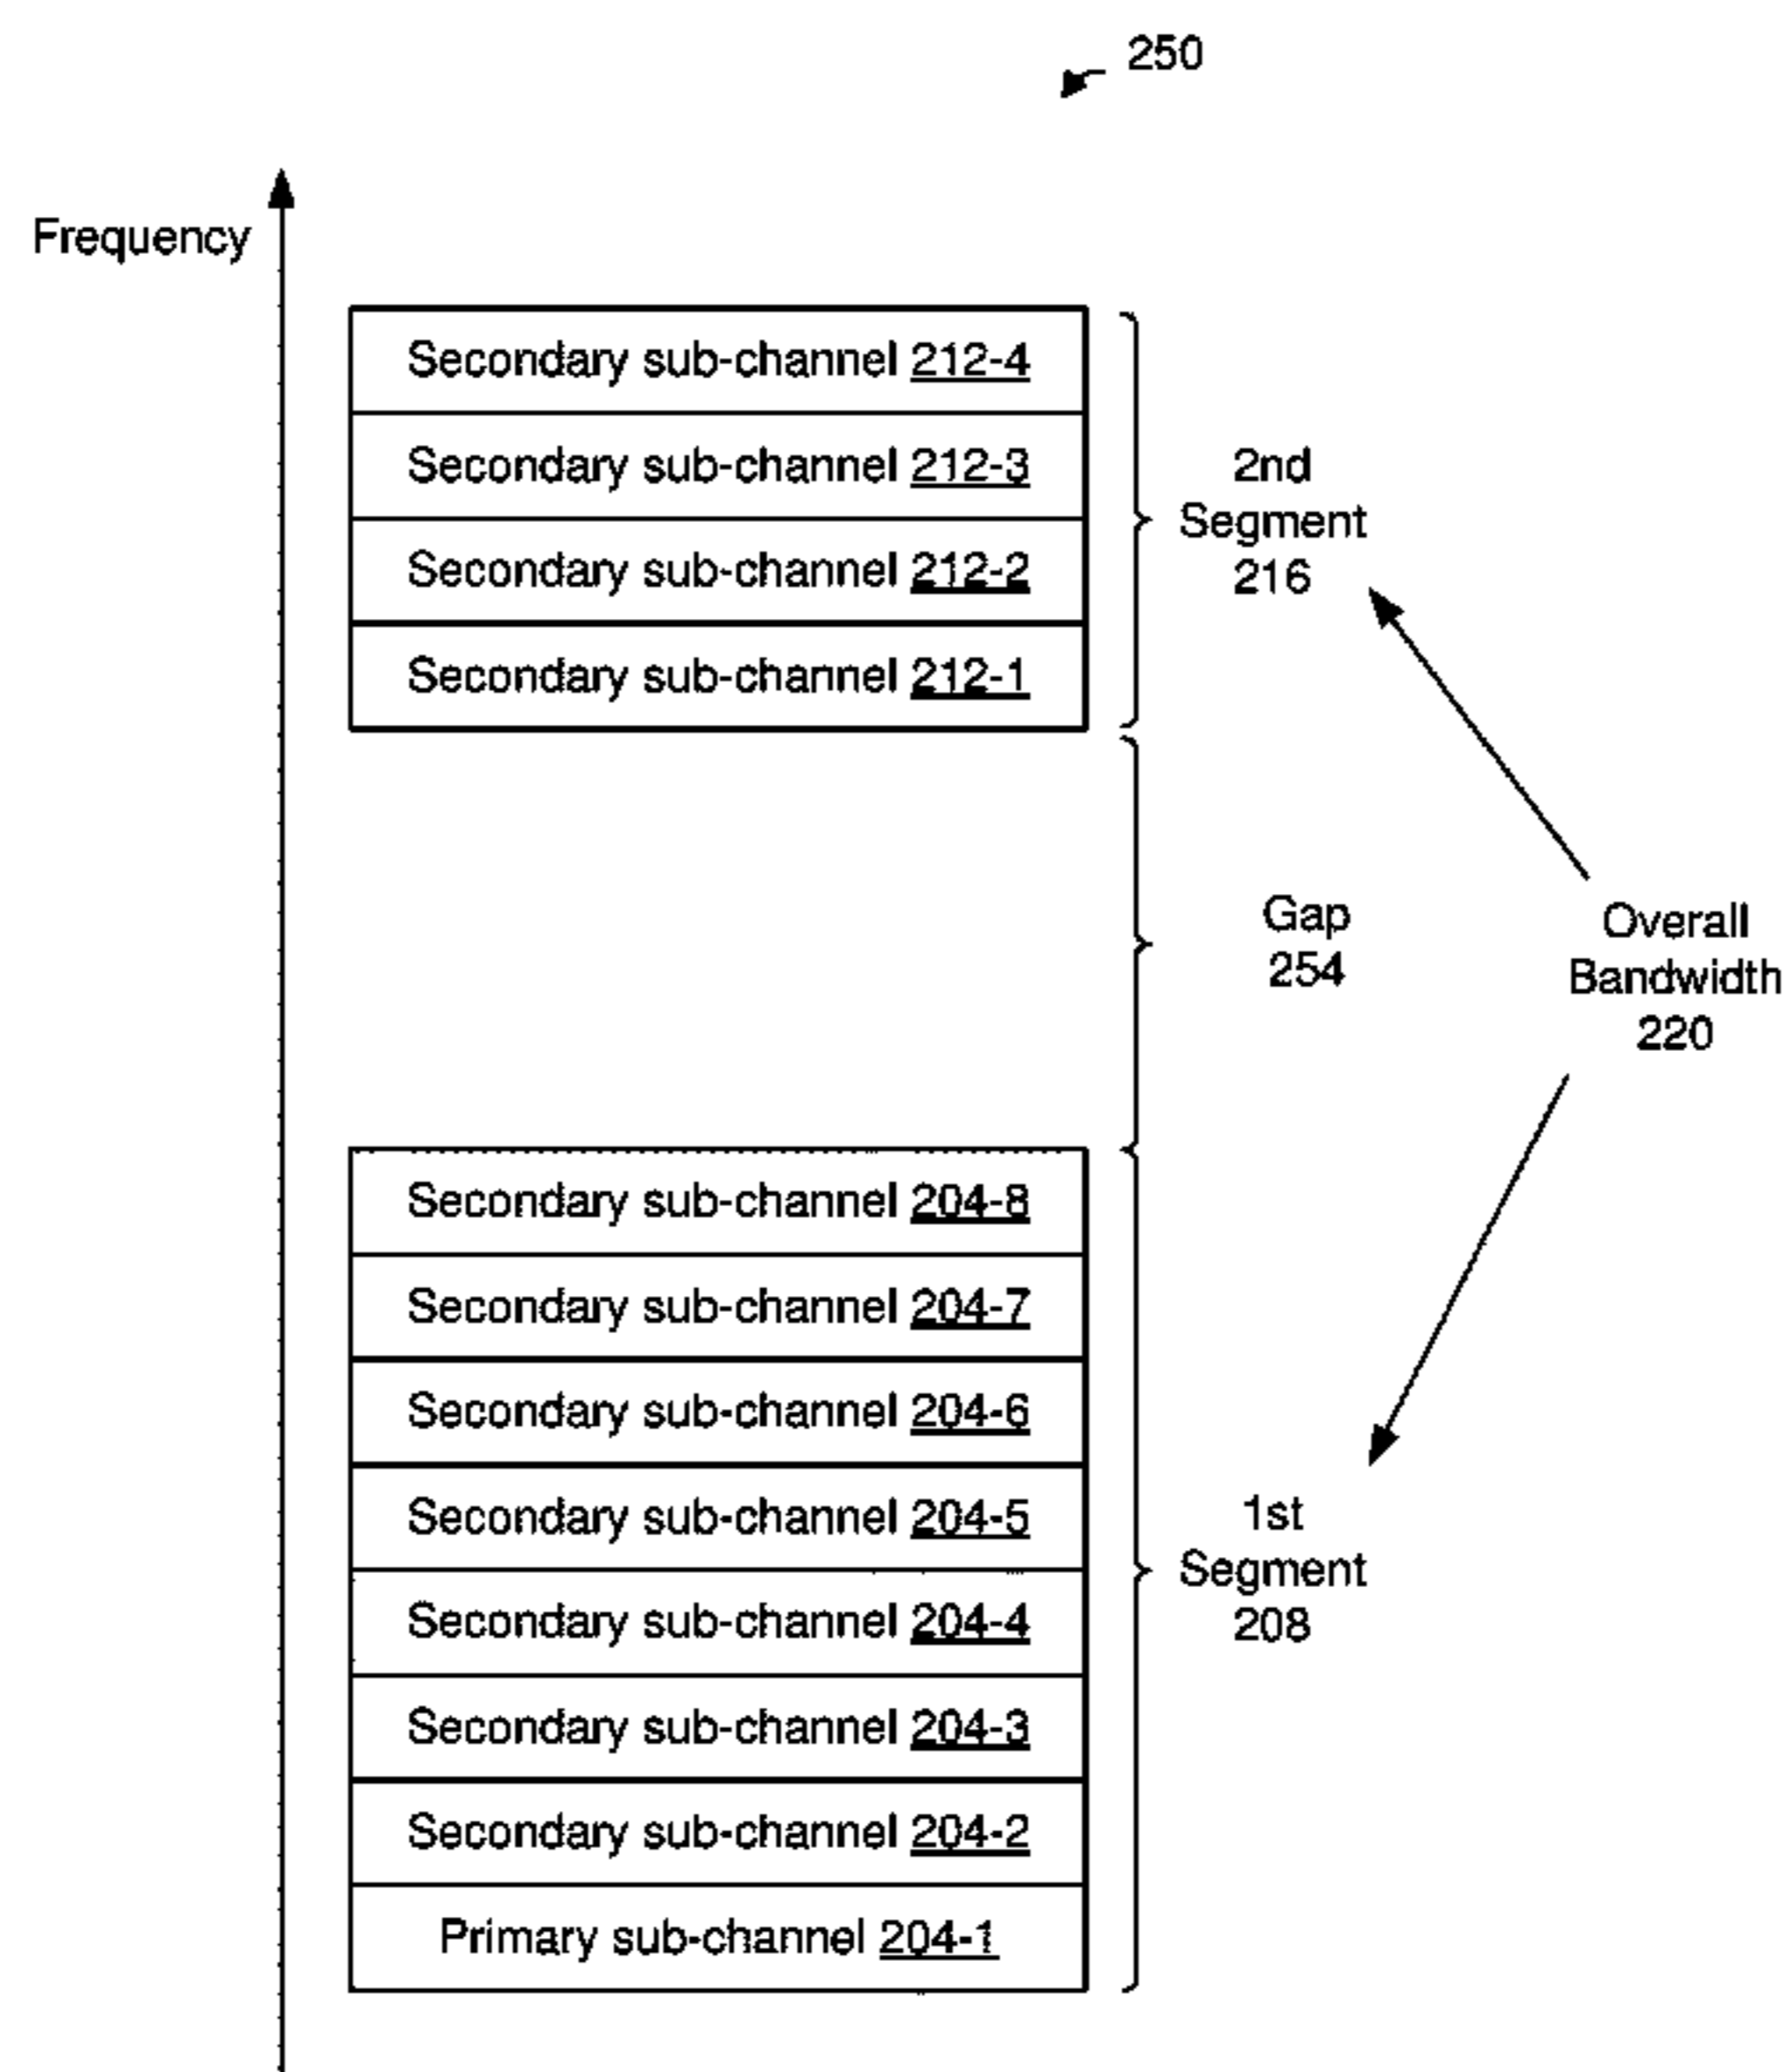 250
Frequency
Secondary sub-channel 212-4
Secondary sub-channel 212-3
Secondary sub-channel 212-2
Secondary sub-channel 212-1
2nd
Segment
216
Gap
254
Overall
Bandwidth
220
Secondary sub-channel 204-8
Secondary sub-channel 204-7
Secondary sub-channel 204-6
Secondary sub-channel 204-5
Secondary sub-channel 204-4
Secondary sub-channel 204-3
Secondary sub-channel 204-2
Primary sub-channel 204-1
1st
Segment
208